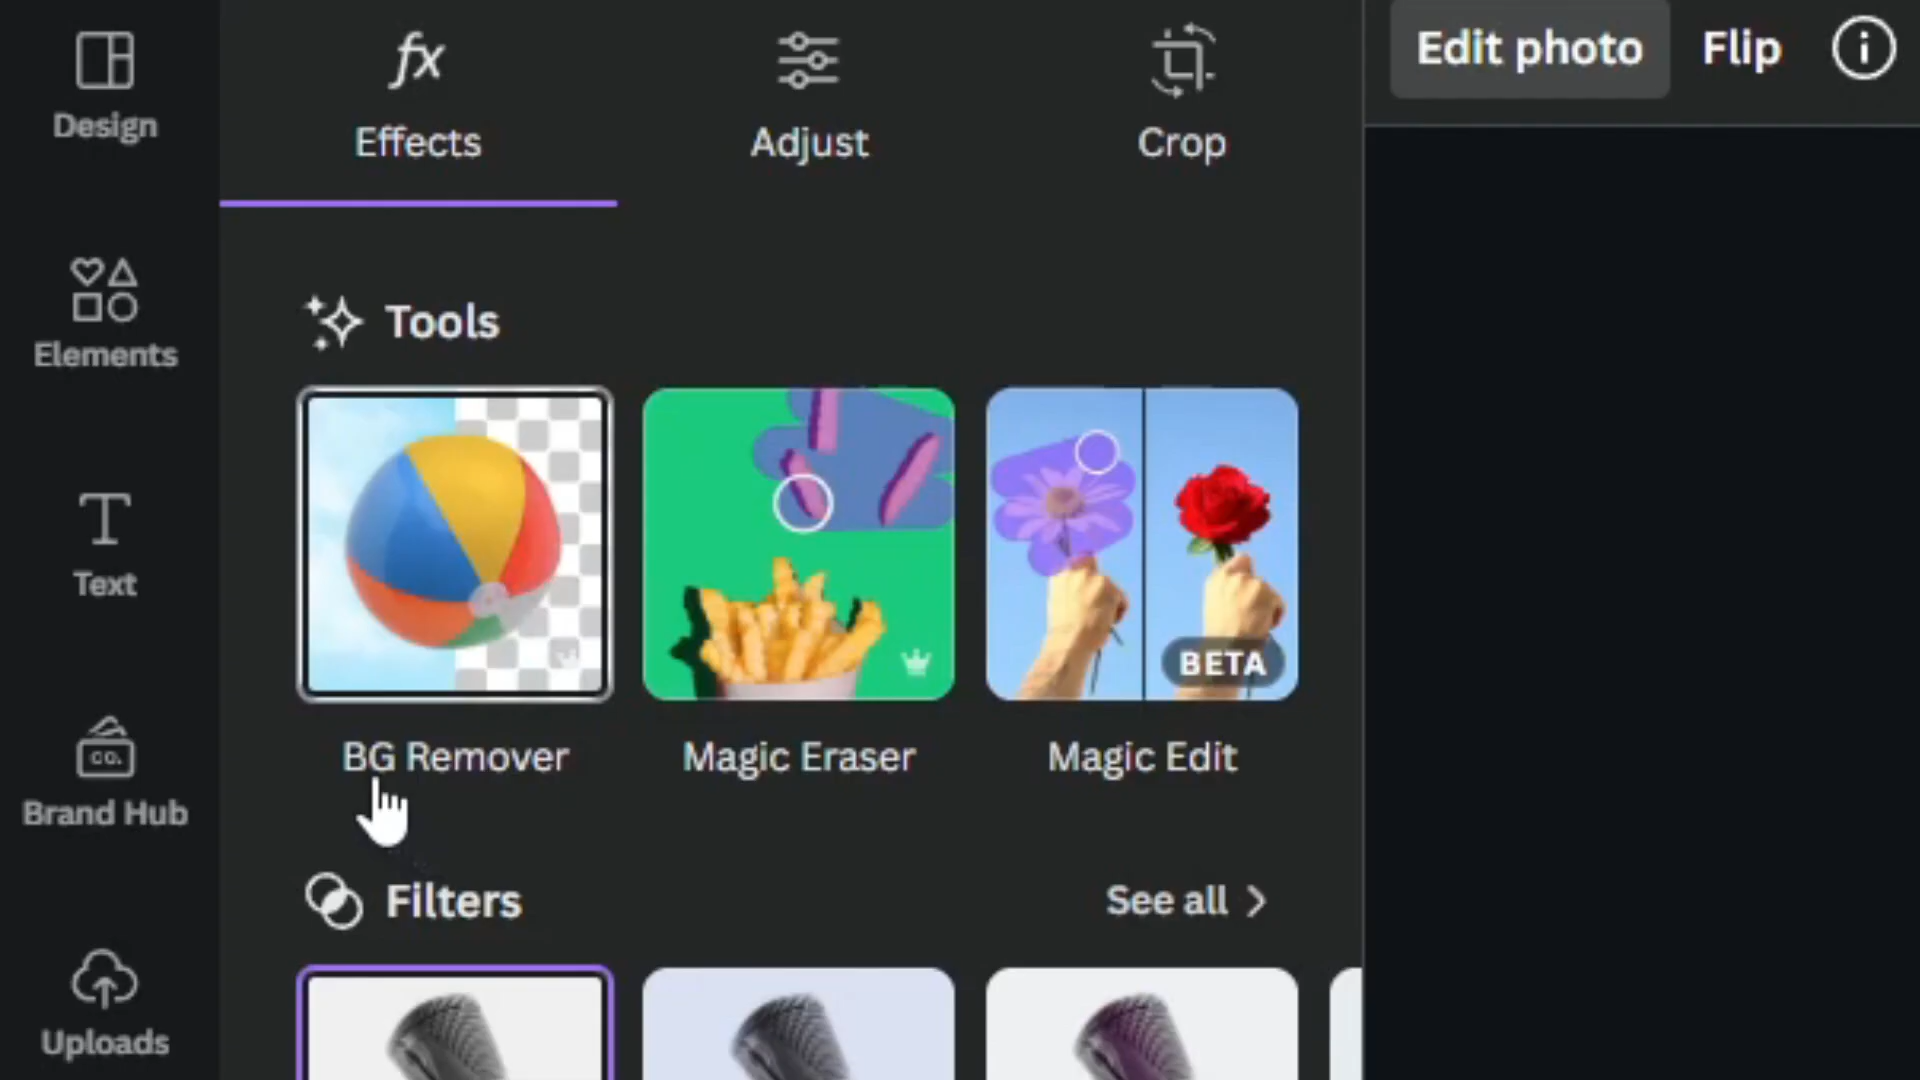 Design
Elements
Text
CO.
Brand Hub
Uploads
fx
Effects
Adjust
Crop
Edit photo
Flip
i
Tools
BETA
BG Remover
Magic Eraser
Magic Edit
Filters
See all